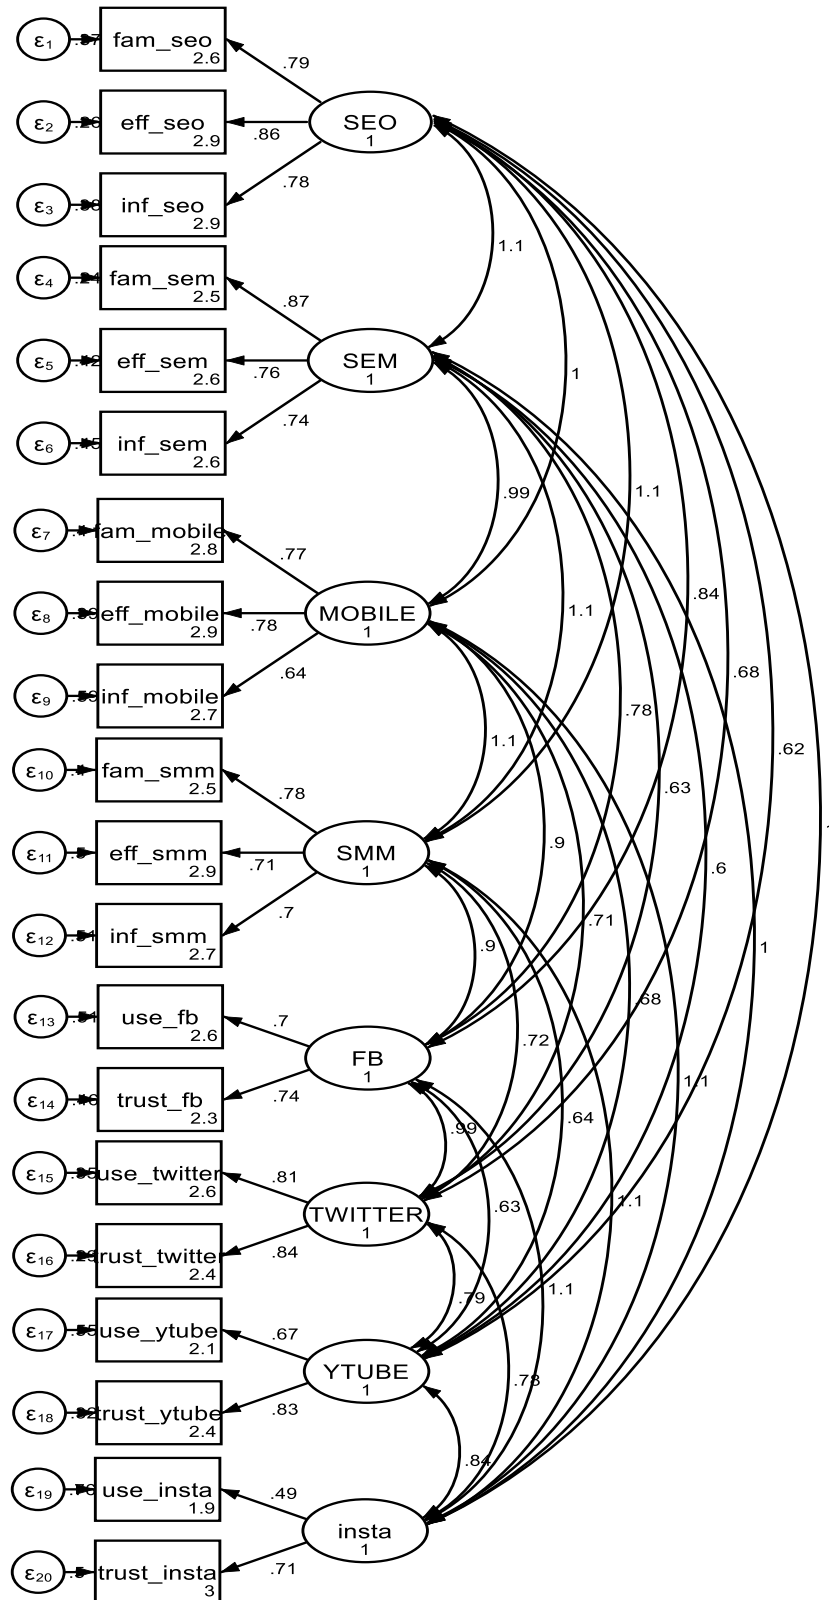 ε1
fam_seo
2.6
.79
ε2
eff_seo
2.9
.86
SEO
1
ε3
inf_seo
2.9
.78
1.1
ε4
fam_sem
2.5
.87
ε5
eff_sem
2.6
.76
SEM
1
1
ε6
inf_sem
2.6
.74
.99
1.1
ε7
fam_mobile
2.8
.77
ε8
eff_mobile
2.9
.78
MOBILE
1
1.1
.84
ε9
inf_mobile
2.7
.64
.68
.78
1.1
.62
ε10
fam_smm
2.5
.78
.63
ε11
eff_smm
2.9
.71
SMM
1
.9
.6
ε12
inf_smm
2.7
.7
.71
.9
1
ε13
use_fb
2.6
.7
.68
.72
FB
1
ε14
trust_fb
2.3
.74
1.1
.99
.64
ε15
use_twitter
2.6
.81
TWITTER
1
.63
1.1
ε16
trust_twitter
2.4
.84
.79
1.1
ε17
use_ytube
2.1
.67
YTUBE
1
.78
ε18
trust_ytube
2.4
.83
.84
ε19
use_insta
1.9
.49
insta
1
ε20
trust_insta
3
.71